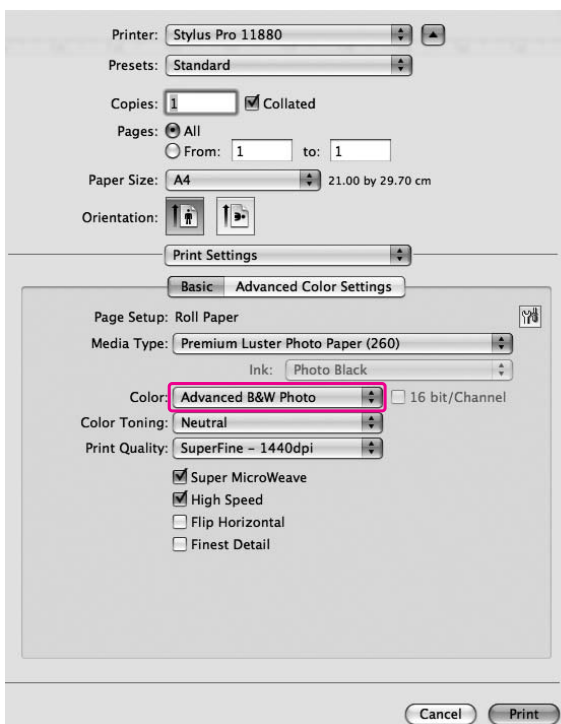 Printer: Stylus Pro 11880
Presets: Standard
Copies: 1 Collated
Pages: All
From: 1 to: 1
Paper Size: A4 21.00 by 29.70 cm
Orientation:
Print Settings
Basic Advanced Color Settings
Page Setup: Roll Paper
Media Type: Premium Luster Photo Paper (260)
Ink: Photo Black
Color: Advanced B&W Photo 16 bit/Channel
Color Toning: Neutral
Print Quality: SuperFine – 1440dpi
Super MicroWeave
High Speed
Flip Horizontal
Finest Detail
Cancel Print